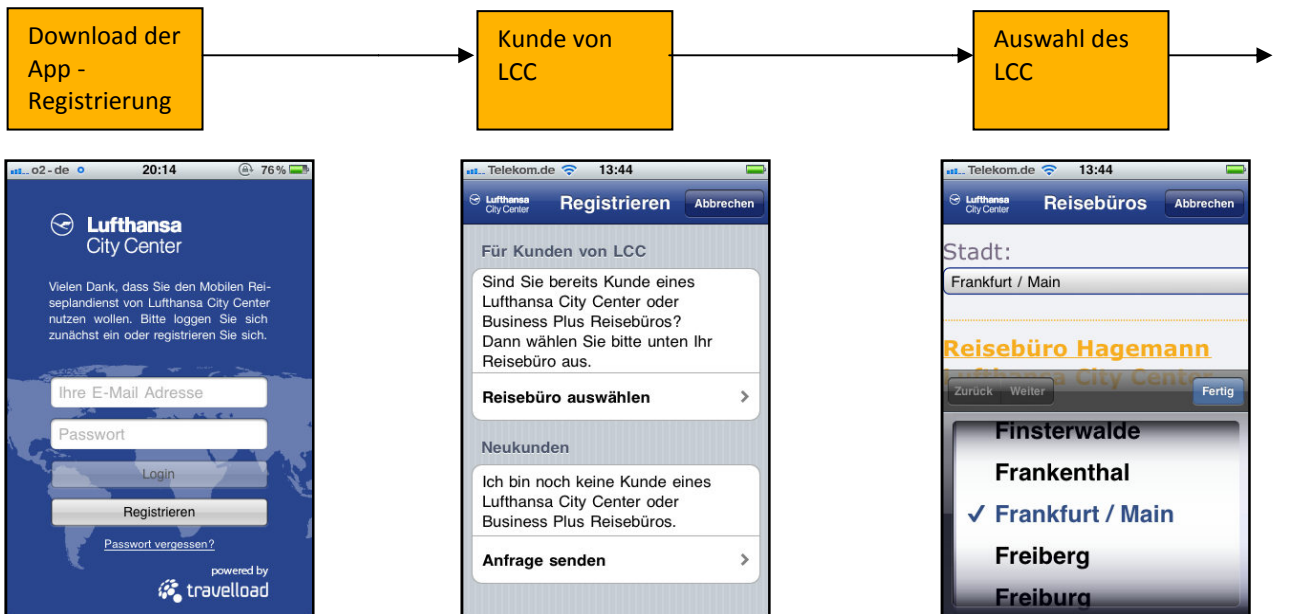 Download der
App -
Registrierung
Kunde von
LCC
Auswahl des
LCC
o2-de
20:14
76%
Lufthansa
City Center
Vielen Dank, dass Sie den Mobilen Rei-
seplandienst von Lufthansa City Center
nutzen wollen. Bitte loggen Sie sich
zunächst ein oder registrieren Sie sich.
Ihre E-Mail Adresse
Passwort
Login
Registrieren
Passwort vergessen?
powered by
travelload
Telekom.de
13:44
Lufthansa
City Center
Registrieren
Abbrechen
Für Kunden von LCC
Sind Sie bereits Kunde eines
Lufthansa City Center oder
Business Plus Reisebüros?
Dann wählen Sie bitte unten Ihr
Reisebüro aus.
Reisebüro auswählen
Neukunden
Ich bin noch keine Kunde eines
Lufthansa City Center oder
Business Plus Reisebüros.
Anfrage senden
Telekom.de
13:44
Lufthansa
City Center
Reisebüros
Abbrechen
Stadt:
Frankfurt / Main
Reisebüro Hagemann
Lufthansa City Center
Zurück Weiter
Fertig
Finsterwalde
Frankenthal
✓ Frankfurt / Main
Freiberg
Freiburg